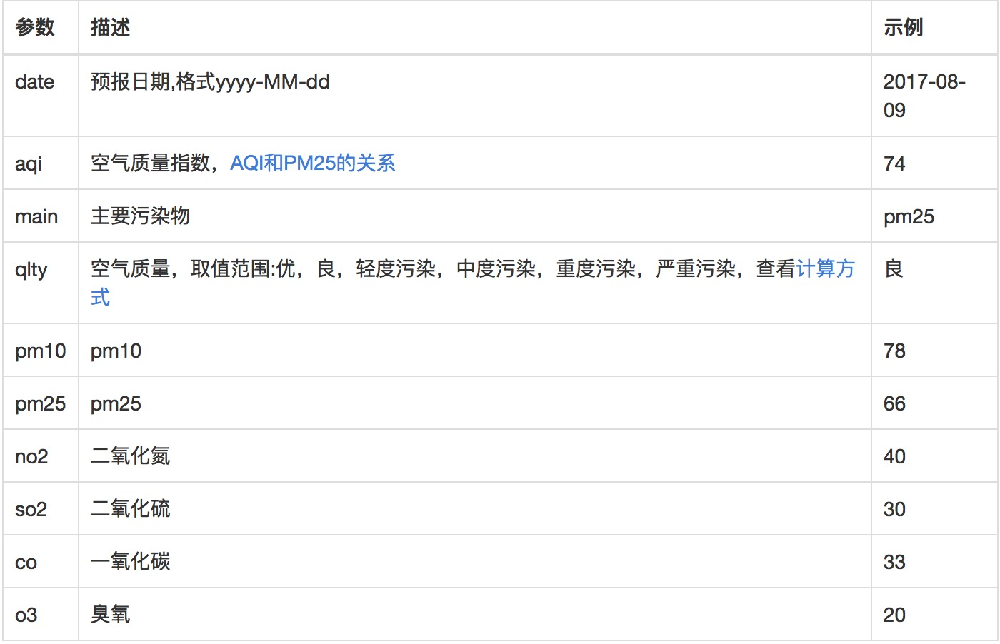 参数 描述 示例
date 预报日期,格式yyyy-MM-dd 2017-08-
09
aqi 空气质量指数，AQI和PM25的关系 74
main 主要污染物 pm25
qlty 空气质量，取值范围:优，良，轻度污染，中度污染，重度污染，严重污染，查看计算方 良
式
pm10 pm10 78
pm25 pm25 66
no2 二氧化氮 40
so2 二氧化硫 30
co 一氧化碳 33
o3 臭氧 20